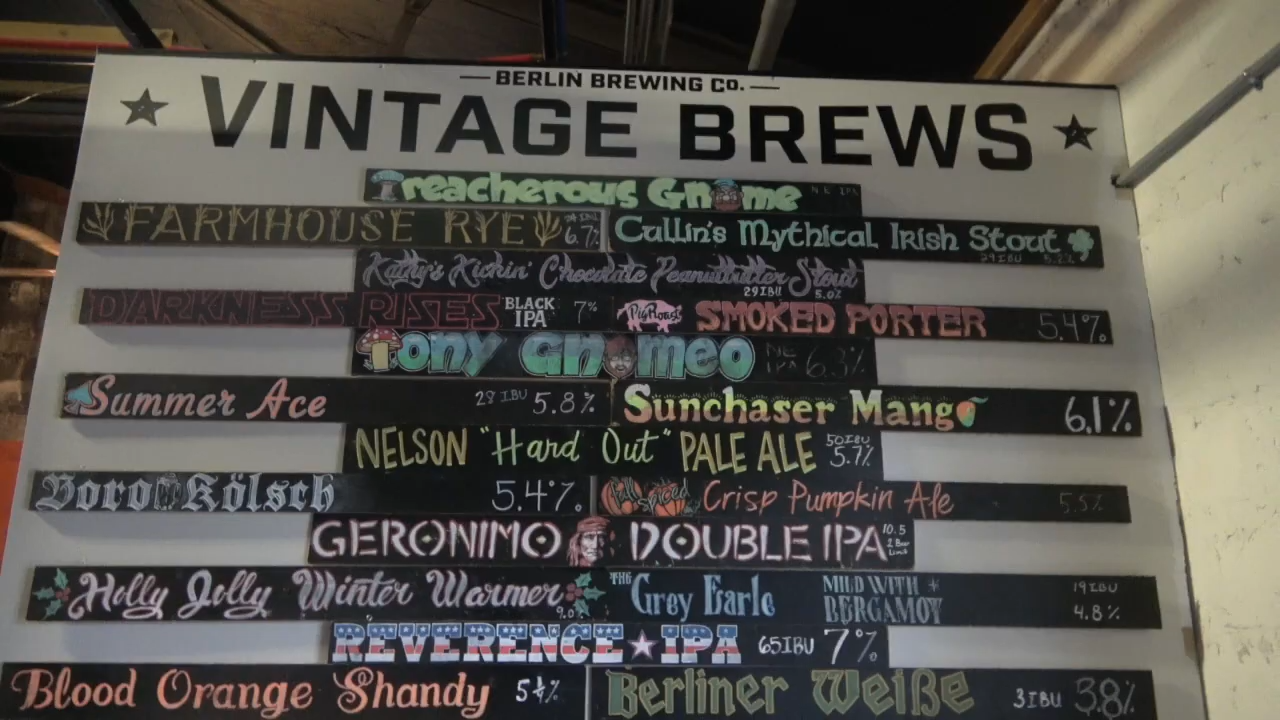 BERLIN BREWING Co.
VINTAGE BREWS
Treacherous Gnome N.E. IPA
FARMHOUSE RYE 6.7%
Cullin's Mythical Irish Stout 29 IBU 5.2%
Kathy's Kickin' Chocolate Peanutbutter Stout 29 IBU 5.0%
DARKNESS RISES BLACK IPA 7%
Pig Roast SMOKED PORTER 5.4%
Tony Gnomeo NE IPA 6.3%
Summer Ace 28 IBU 5.8%
Sunchaser Mango 6.1%
NELSON "Hard Out" PALE ALE 50 IBU 5.7%
Boro Kölsch 5.4%
Fall Spiced Crisp Pumpkin Ale 5.5%
GERONIMO DOUBLE IPA 10.5 2 Beer Limit
Holly Jolly Winter Warmer 9.0%
THE Grey Earle MILD WITH BERGAMOT 19 IBU 4.8%
REVERENCE IPA 65 IBU 7%
Blood Orange Shandy
Berliner Weiße 3 IBU 3.8%